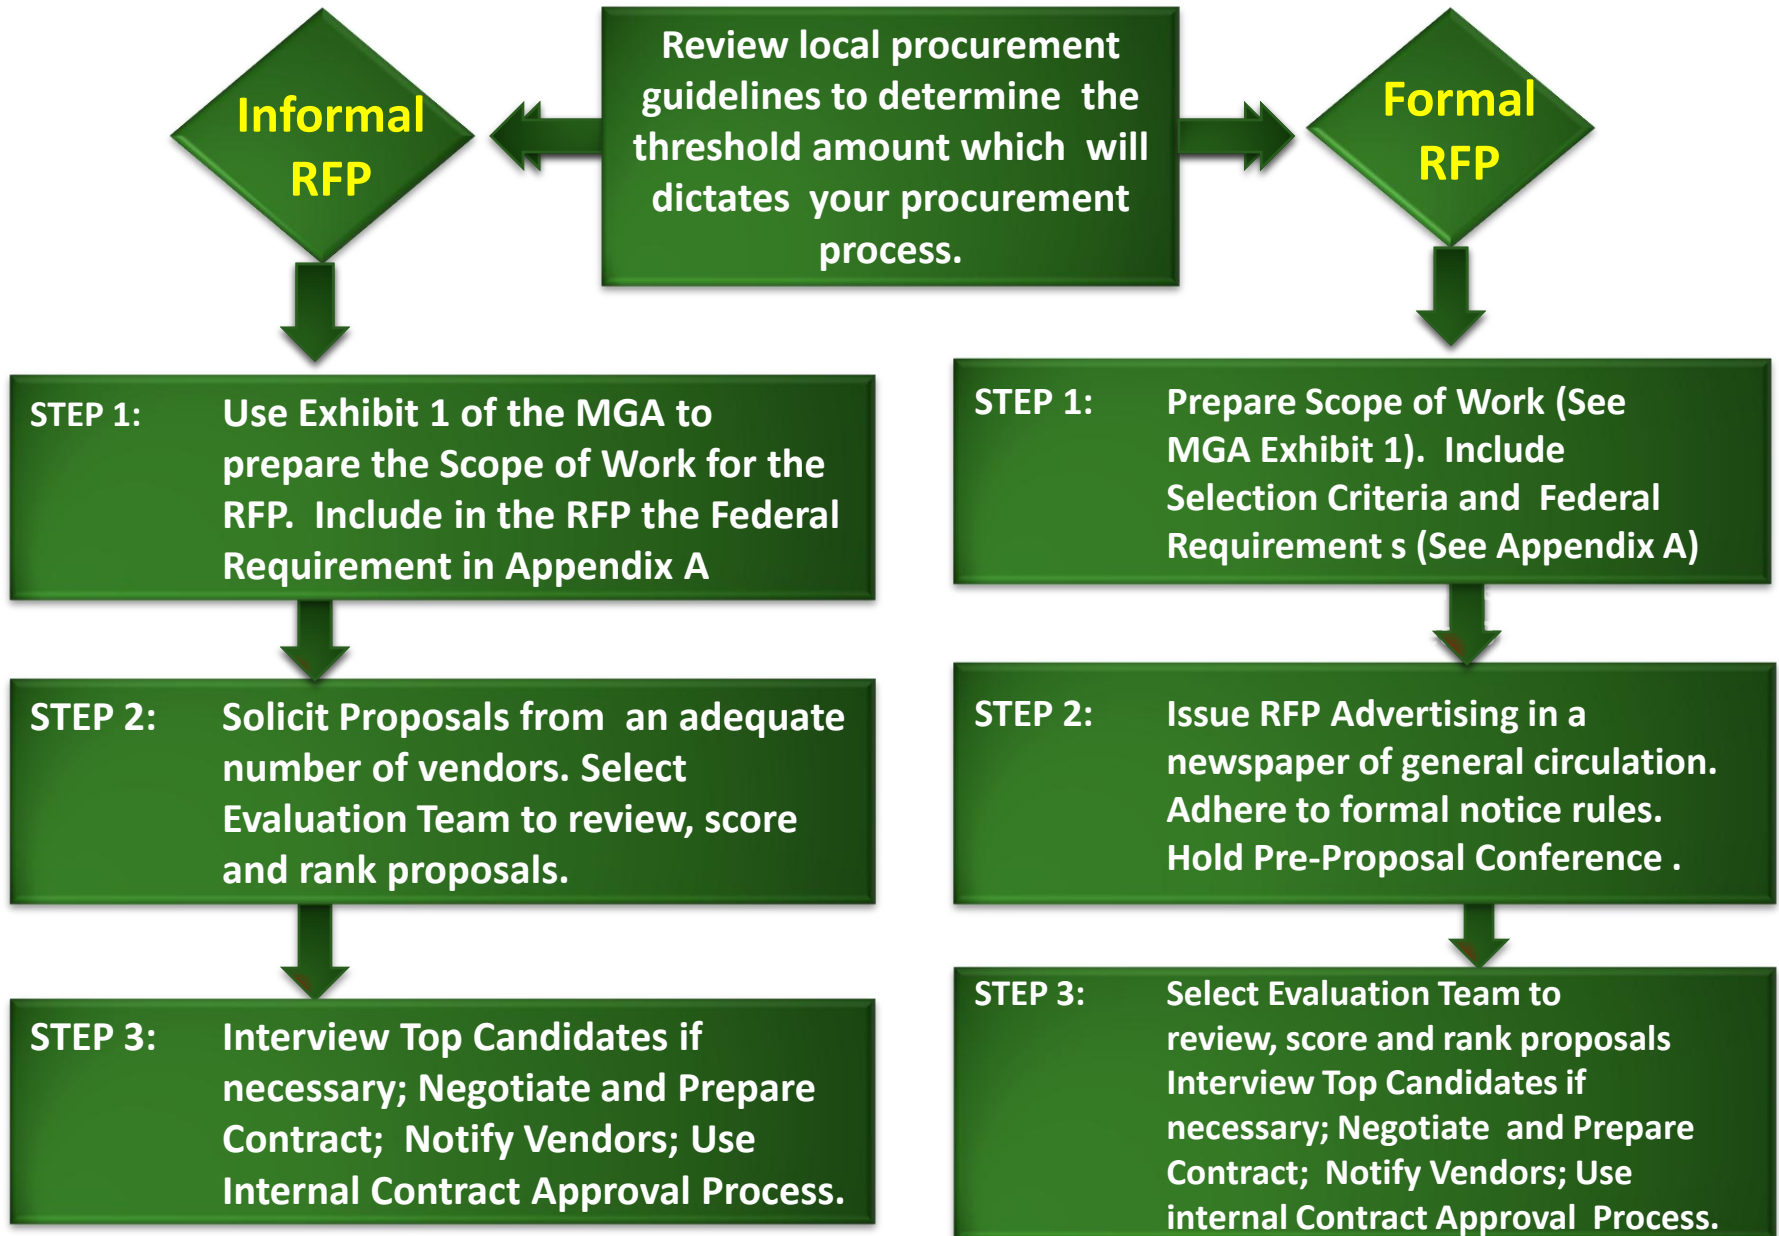 Informal
RFP
Review local procurement
guidelines to determine  the
threshold amount which  will
dictates  your procurement
process.
Formal
RFP
STEP 1: Use Exhibit 1 of the MGA to
prepare the Scope of Work for the
RFP.  Include in the RFP the Federal
Requirement in Appendix A
STEP 2: Solicit Proposals from  an adequate
number of vendors. Select
Evaluation Team to review, score
and rank proposals.
STEP 3: Interview Top Candidates if
necessary; Negotiate and Prepare
Contract;  Notify Vendors; Use
Internal Contract Approval Process.
STEP 1: Prepare Scope of Work (See
MGA Exhibit 1).  Include
Selection Criteria and  Federal
Requirement s (See Appendix A)
STEP 2: Issue RFP Advertising in a
newspaper of general circulation.
Adhere to formal notice rules.
Hold Pre-Proposal Conference .
STEP 3: Select Evaluation Team to
review, score and rank proposals
Interview Top Candidates if
necessary; Negotiate  and Prepare
Contract;  Notify Vendors; Use
internal Contract Approval  Process.